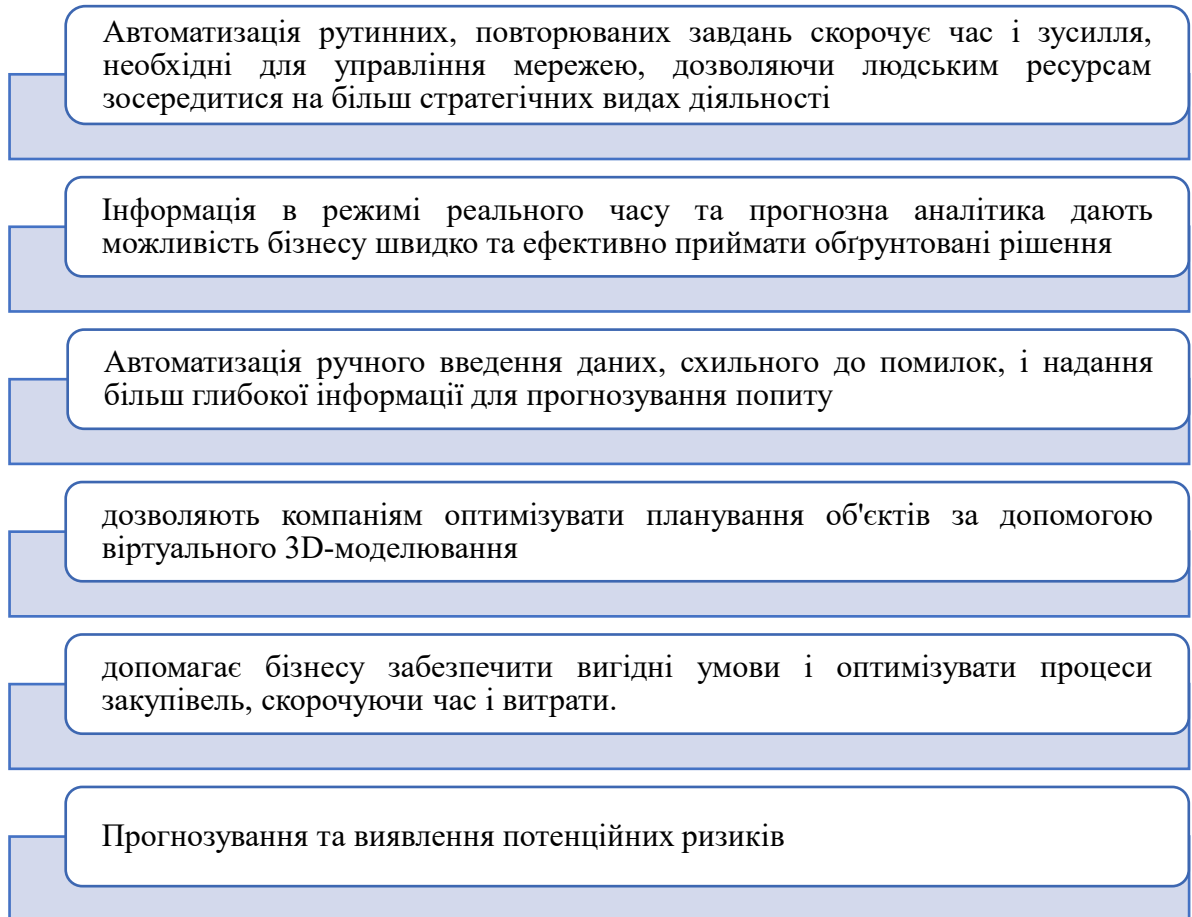 Автоматизація рутинних, повторюваних завдань скорочує час і зусилля,
необхідні для управління мережею, дозволяючи людським ресурсам
зосередитися на більш стратегічних видах діяльності
Інформація в режимі реального часу та прогнозна аналітика дають
можливість бізнесу швидко та ефективно приймати обґрунтовані рішення
Автоматизація ручного введення даних, схильного до помилок, і надання
більш глибокої інформації для прогнозування попиту
дозволяють компаніям оптимізувати планування об'єктів за допомогою
віртуального 3D-моделювання
допомагає бізнесу забезпечити вигідні умови і оптимізувати процеси
закупівель, скорочуючи час і витрати.
Прогнозування та виявлення потенційних ризиків